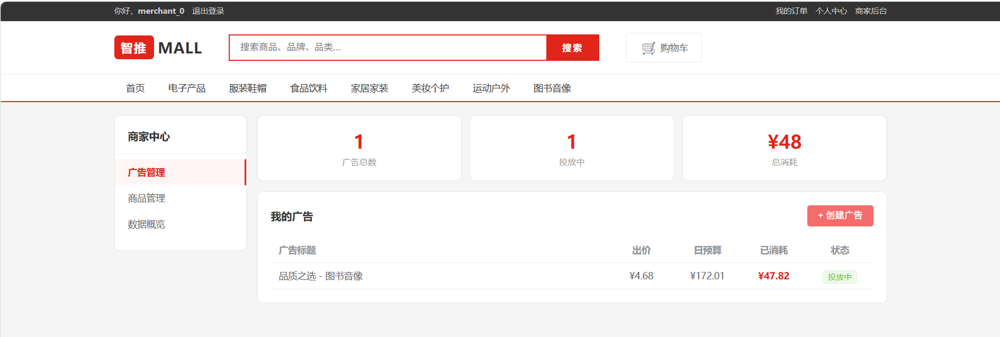 你好，merchant_0 退出登录 我的订单 个人中心 商家后台
智推 MALL 搜索商品、品牌、品类... 搜索 购物车
首页 电子产品 服装鞋帽 食品饮料 家居家装 美妆个护 运动户外 图书音像
商家中心
广告管理
商品管理
数据概览
1
广告总数
1
投放中
¥48
总消耗
我的广告 + 创建广告
广告标题 出价 日预算 已消耗 状态
品质之选 - 图书音像 ¥4.68 ¥172.01 ¥47.82 投放中